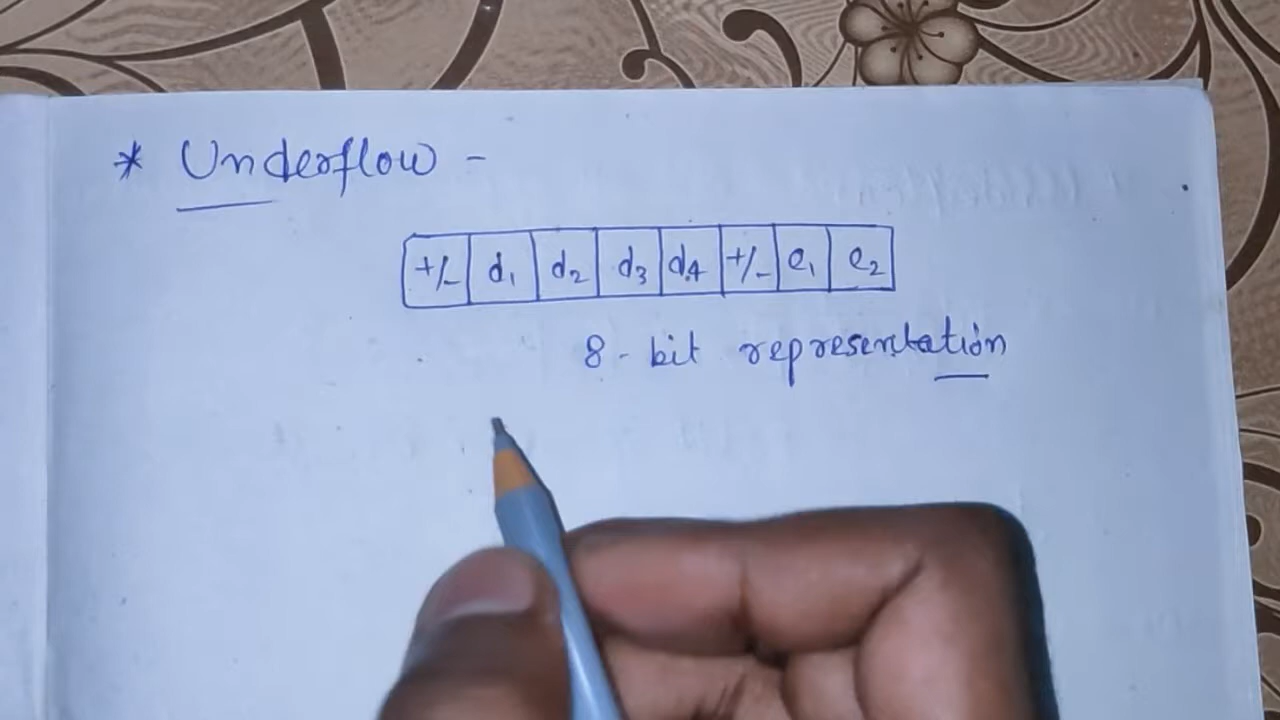 * Underflow -
+/- d1 d2 d3 d4 +/- e1 e2
8-bit representation